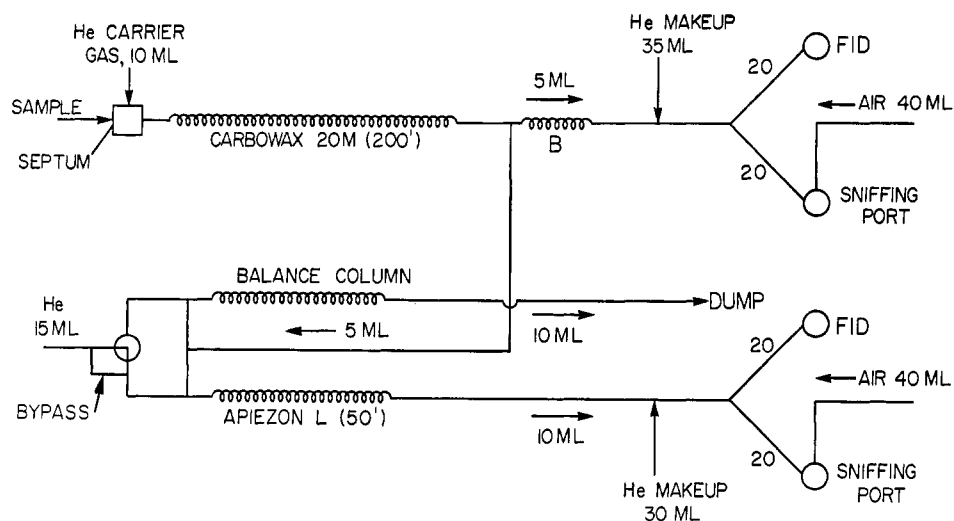 He CARRIER
GAS, 10 ML
SAMPLE
SEPTUM
CARBOWAX 20M (200')
5 ML
B
He MAKEUP
35 ML
20
FID
AIR 40 ML
20
SNIFFING
PORT
BALANCE COLUMN
He
15 ML
5 ML
DUMP
10 ML
BYPASS
APIEZON L (50')
10 ML
He MAKEUP
30 ML
20
FID
AIR 40 ML
20
SNIFFING
PORT